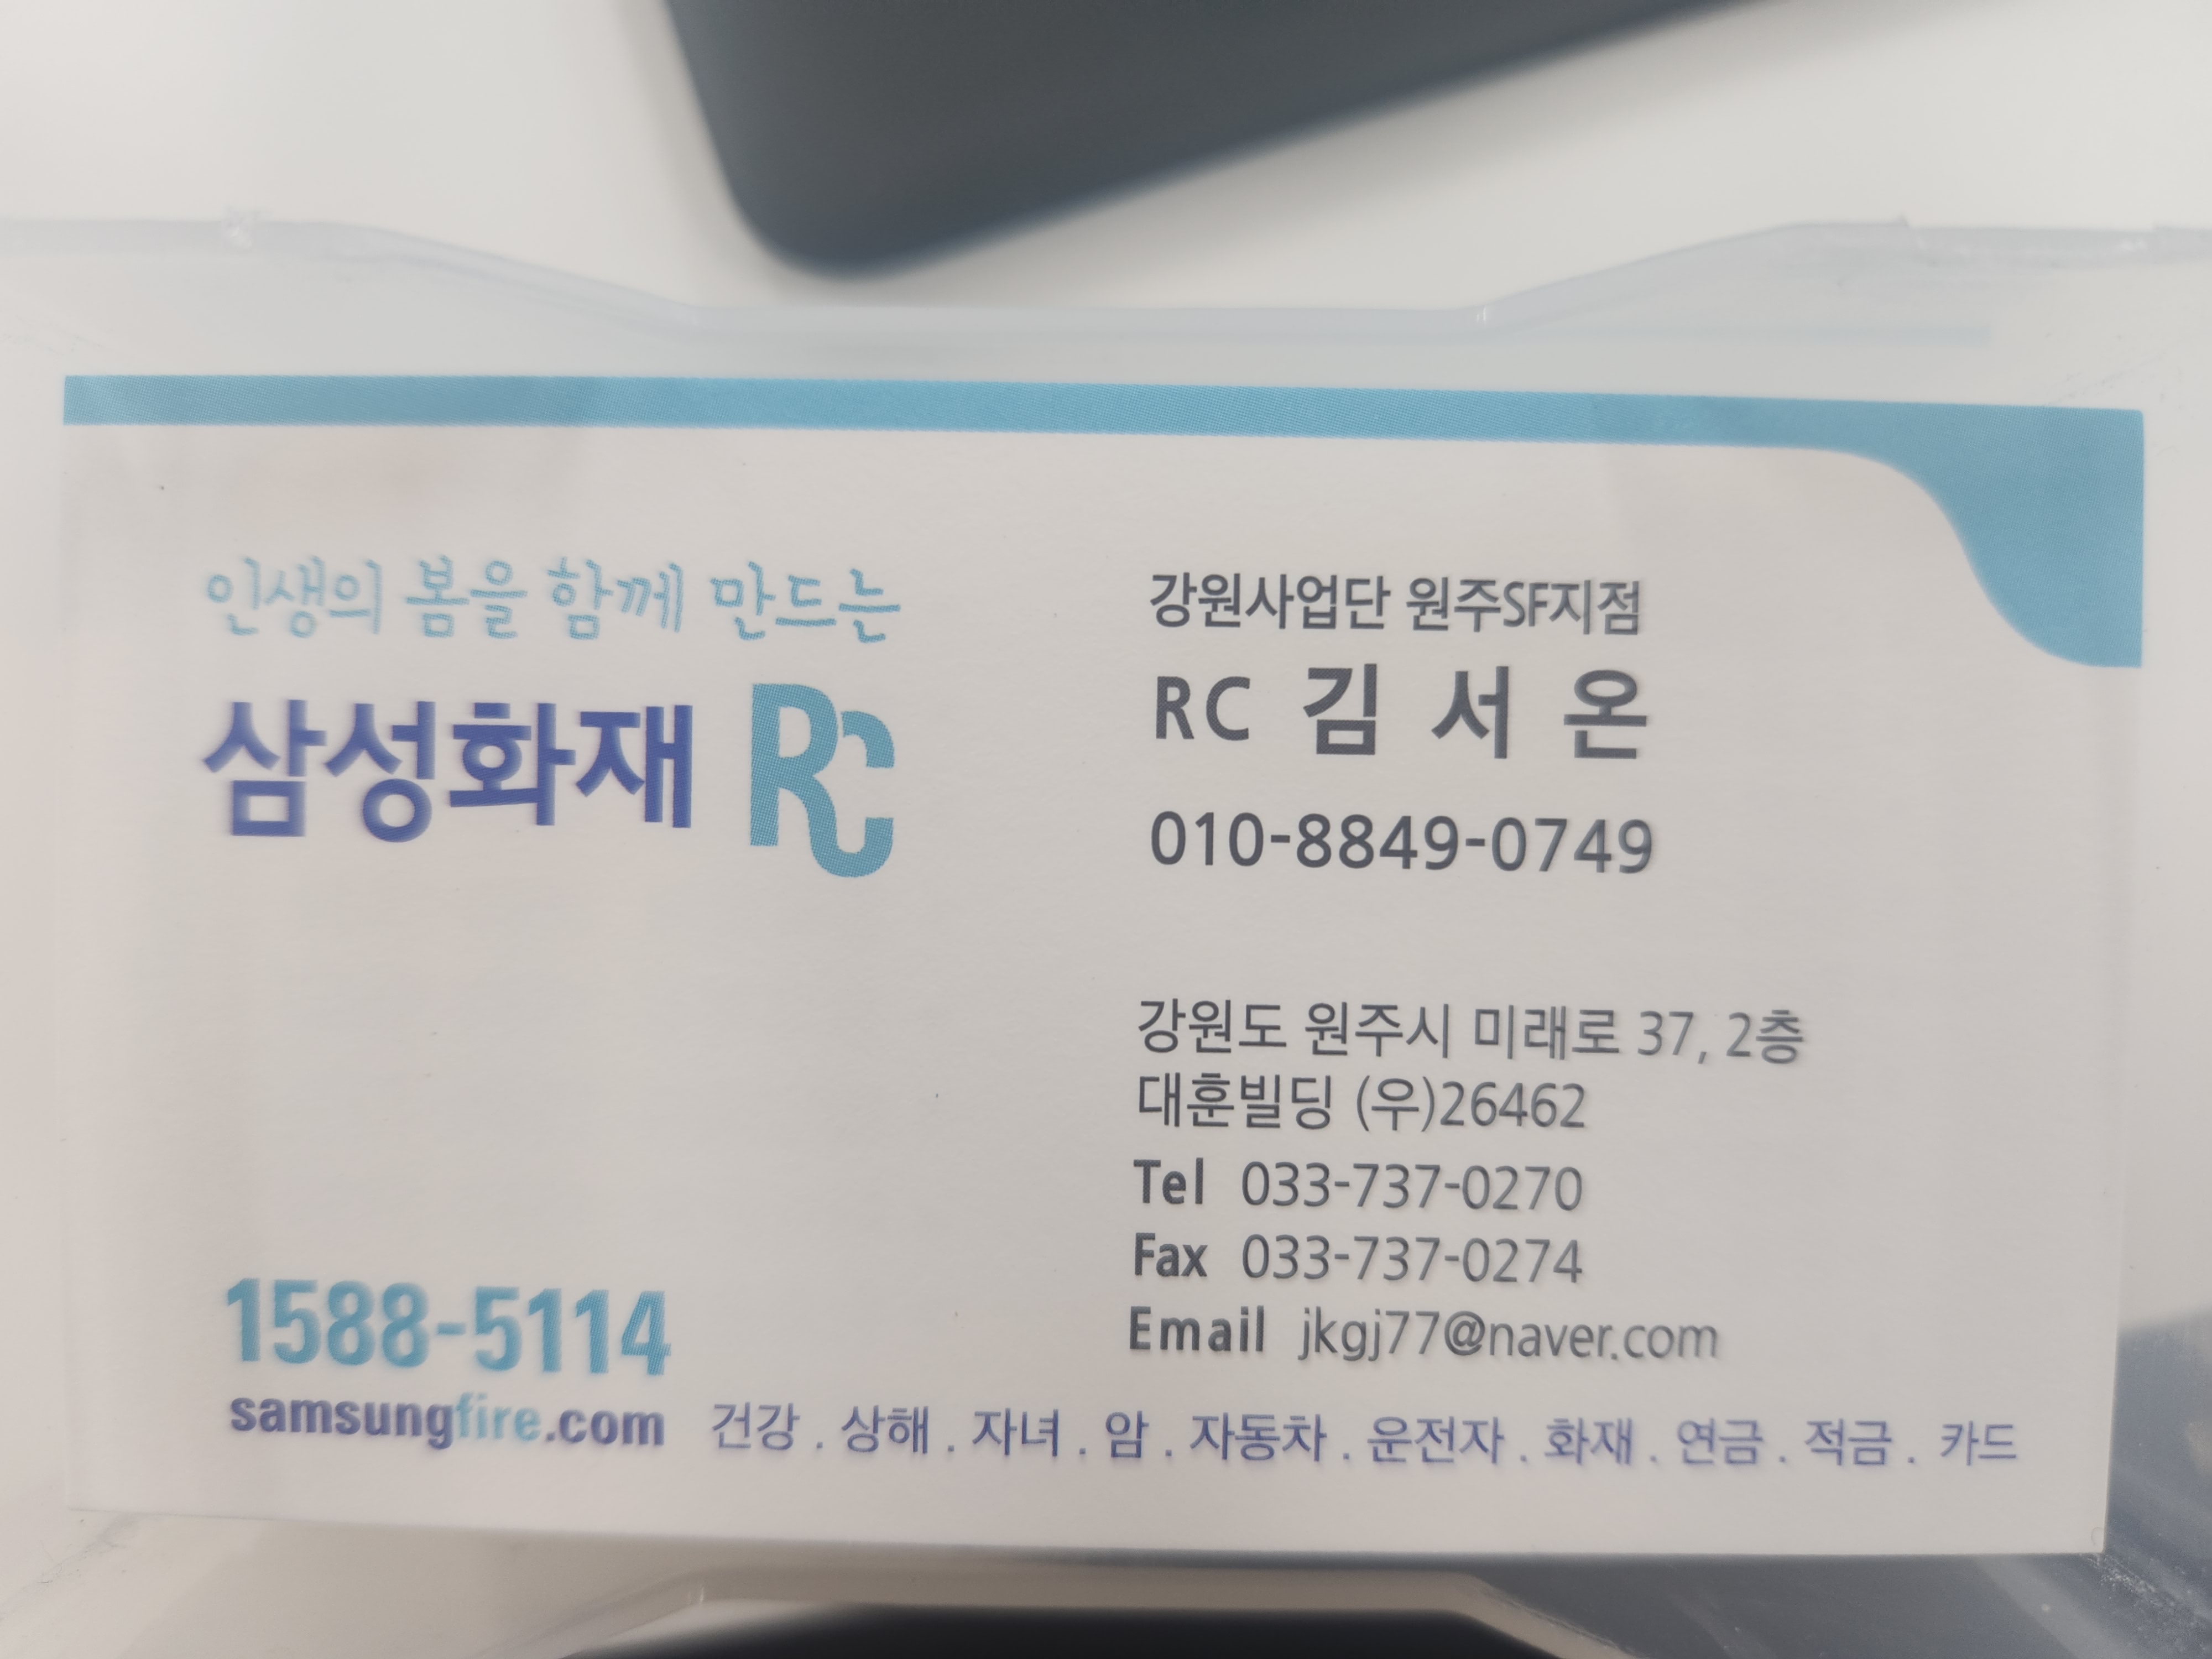 인생의 봄을 함께 만드는
삼성화재 RC
강원사업단 원주SF지점
RC 김서온
010-8849-0749
강원도 원주시 미래로 37, 2층
대훈빌딩 (우)26462
Tel 033-737-0270
Fax 033-737-0274
Email jkgj77@naver.com
1588-5114
samsungfire.com 건강 . 상해 . 자녀 . 암 . 자동차 . 운전자 . 화재 . 연금 . 적금 . 카드